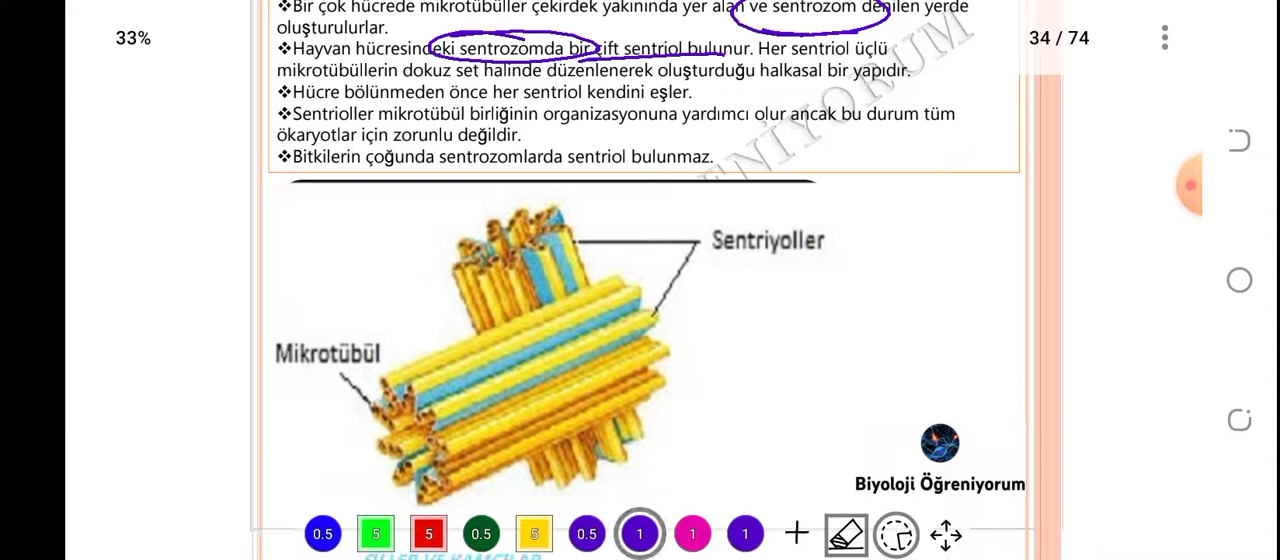 ❖Bir çok hücrede mikrotübüller çekirdek yakınında yer alan ve sentrozom denilen yerde
oluşturulurlar.
33%
34 / 74
❖Hayvan hücresindeki sentrozomda bir çift sentriol bulunur. Her sentriol üçlü
mikrotübüllerin dokuz set halinde düzenlenerek oluşturduğu halkasal bir yapıdır.
❖Hücre bölünmeden önce her sentriol kendini eşler.
❖Sentrioller mikrotübül birliğinin organizasyonuna yardımcı olur ancak bu durum tüm
ökaryotlar için zorunlu değildir.
❖Bitkilerin çoğunda sentrozomlarda sentriol bulunmaz.
Sentriyoller
Mikrotübül
Biyoloji Öğreniyorum
0.5 5 5 0.5 5 0.5 1 1 1